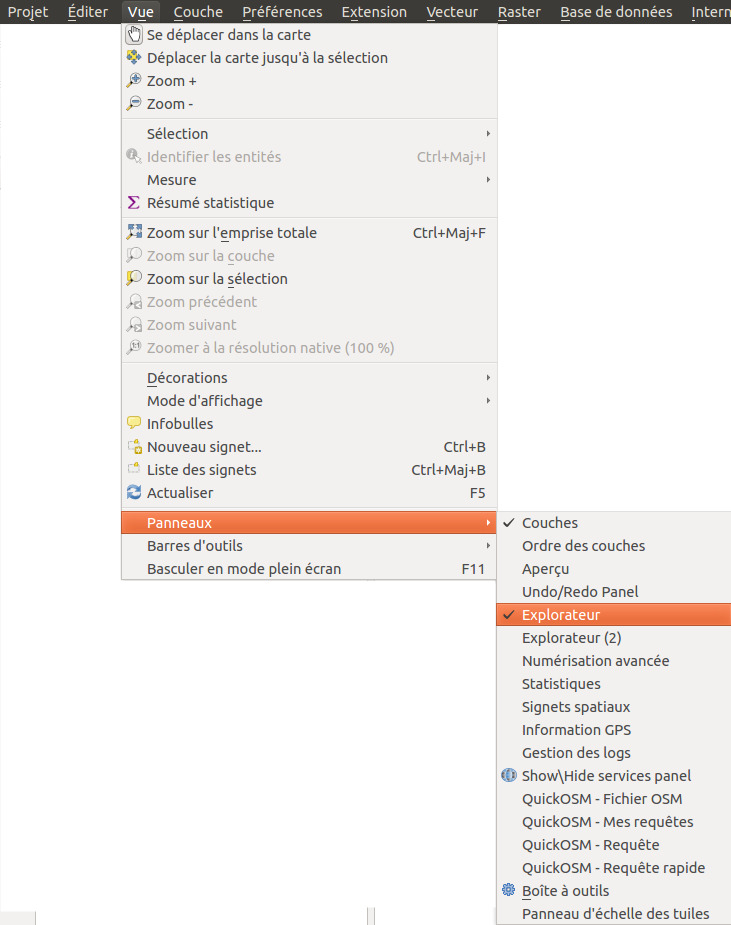 Projet Éditer Vue Couche Préférences Extension Vecteur Raster Base de données Intern
Se déplacer dans la carte
Déplacer la carte jusqu'à la sélection
Zoom +
Zoom -
Sélection
Identifier les entités Ctrl+Maj+I
Mesure
Résumé statistique
Zoom sur l'emprise totale Ctrl+Maj+F
Zoom sur la couche
Zoom sur la sélection
Zoom précédent
Zoom suivant
Zoomer à la résolution native (100 %)
Décorations
Mode d'affichage
Infobulles
Nouveau signet... Ctrl+B
Liste des signets Ctrl+Maj+B
Actualiser F5
Panneaux
Barres d'outils
Basculer en mode plein écran F11
Couches
Ordre des couches
Aperçu
Undo/Redo Panel
Explorateur
Explorateur (2)
Numérisation avancée
Statistiques
Signets spatiaux
Information GPS
Gestion des logs
Show\Hide services panel
QuickOSM - Fichier OSM
QuickOSM - Mes requêtes
QuickOSM - Requête
QuickOSM - Requête rapide
Boîte à outils
Panneau d'échelle des tuiles